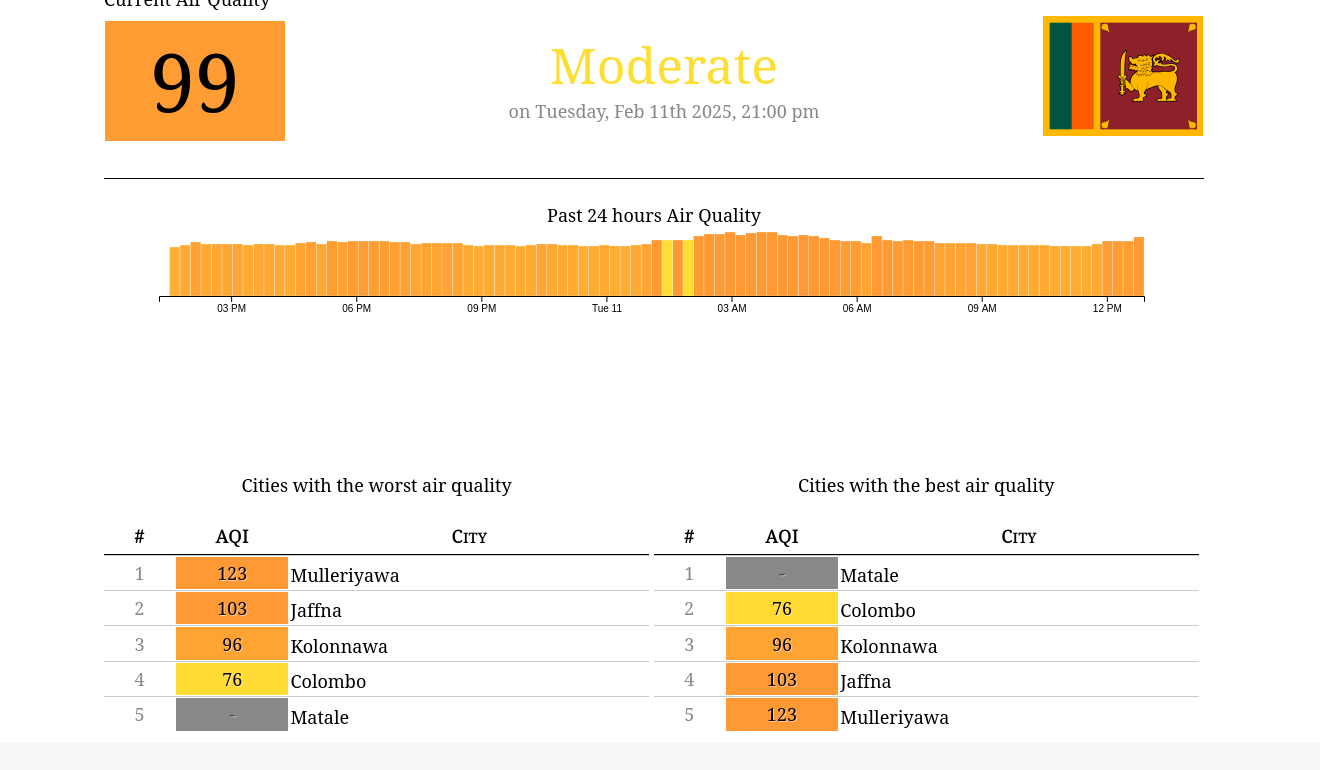 Current Air Quality
99
Moderate
on Tuesday, Feb 11th 2025, 21:00 pm
Past 24 hours Air Quality
03 PM 06 PM 09 PM Tue 11 03 AM 06 AM 09 AM 12 PM
Cities with the worst air quality
# AQI City
1 123 Mulleriyawa
2 103 Jaffna
3 96 Kolonnawa
4 76 Colombo
5 - Matale
Cities with the best air quality
# AQI City
1 - Matale
2 76 Colombo
3 96 Kolonnawa
4 103 Jaffna
5 123 Mulleriyawa